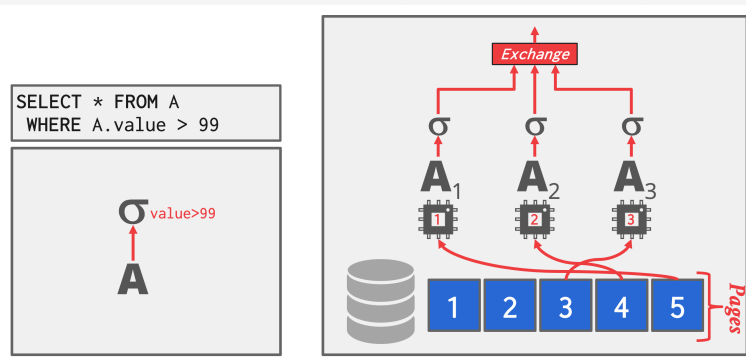 SELECT * FROM A
WHERE A.value > 99
σ value>99
A
Exchange
σ σ σ
A1 A2 A3
1 2 3
1 2 3 4 5
Pages